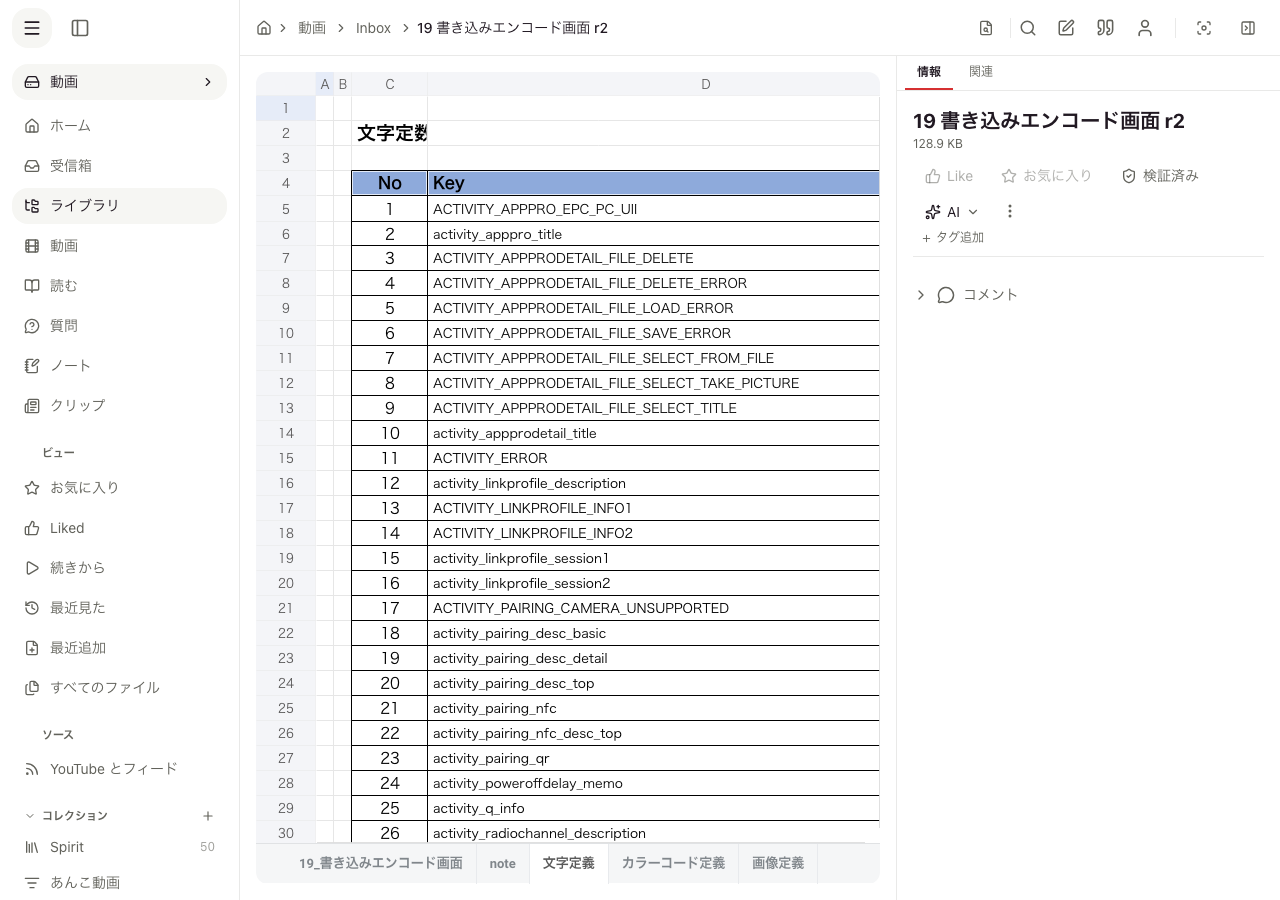 動画
ホーム
受信箱
ライブラリ
動画
読む
質問
ノート
クリップ
ビュー
お気に入り
Liked
続きから
最近見た
最近追加
すべてのファイル
ソース
YouTube とフィード
コレクション
Spirit 50
あんこ動画
動画 Inbox 19 書き込みエンコード画面 r2
A B C D
1
2 文字定数
3
4 No Key
5 1 ACTIVITY_APPPRO_EPC_PC_UII
6 2 activity_apppro_title
7 3 ACTIVITY_APPPRODETAIL_FILE_DELETE
8 4 ACTIVITY_APPPRODETAIL_FILE_DELETE_ERROR
9 5 ACTIVITY_APPPRODETAIL_FILE_LOAD_ERROR
10 6 ACTIVITY_APPPRODETAIL_FILE_SAVE_ERROR
11 7 ACTIVITY_APPPRODETAIL_FILE_SELECT_FROM_FILE
12 8 ACTIVITY_APPPRODETAIL_FILE_SELECT_TAKE_PICTURE
13 9 ACTIVITY_APPPRODETAIL_FILE_SELECT_TITLE
14 10 activity_appprodetail_title
15 11 ACTIVITY_ERROR
16 12 activity_linkprofile_description
17 13 ACTIVITY_LINKPROFILE_INFO1
18 14 ACTIVITY_LINKPROFILE_INFO2
19 15 activity_linkprofile_session1
20 16 activity_linkprofile_session2
21 17 ACTIVITY_PAIRING_CAMERA_UNSUPPORTED
22 18 activity_pairing_desc_basic
23 19 activity_pairing_desc_detail
24 20 activity_pairing_desc_top
25 21 activity_pairing_nfc
26 22 activity_pairing_nfc_desc_top
27 23 activity_pairing_qr
28 24 activity_poweroffdelay_memo
29 25 activity_q_info
30 26 activity_radiochannel_description
19_書き込みエンコード画面 note 文字定義 カラーコード定義 画像定義
情報 関連
19 書き込みエンコード画面 r2
128.9 KB
Like お気に入り 検証済み
AI
+ タグ追加
コメント